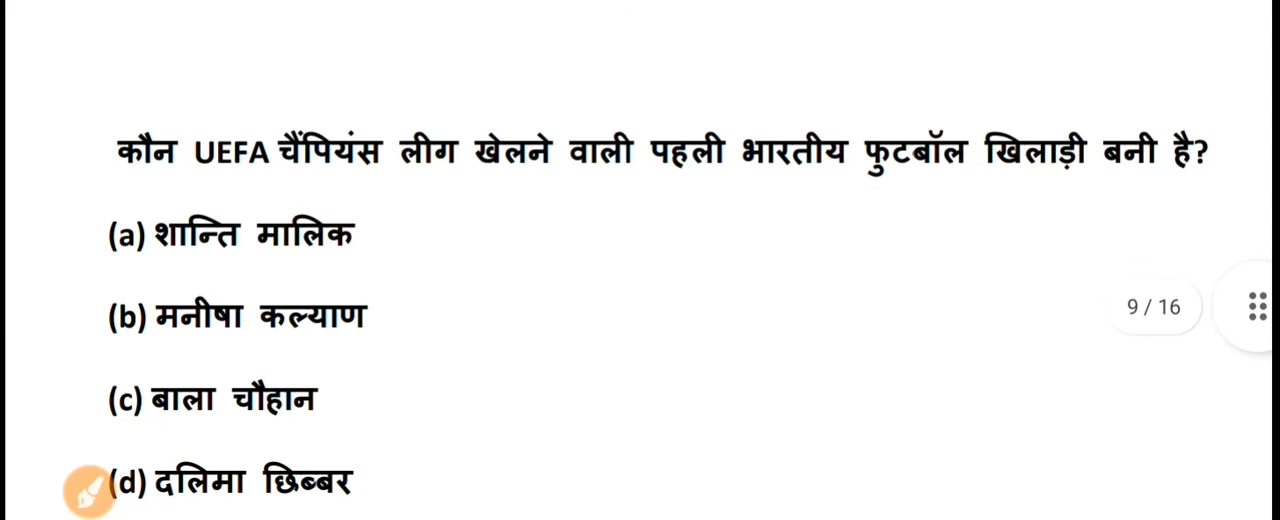 कौन UEFA चैंपियंस लीग खेलने वाली पहली भारतीय फुटबॉल खिलाड़ी बनी है?
(a) शान्ति मालिक
(b) मनीषा कल्याण
9 / 16
(c) बाला चौहान
(d) दलिमा छिब्बर